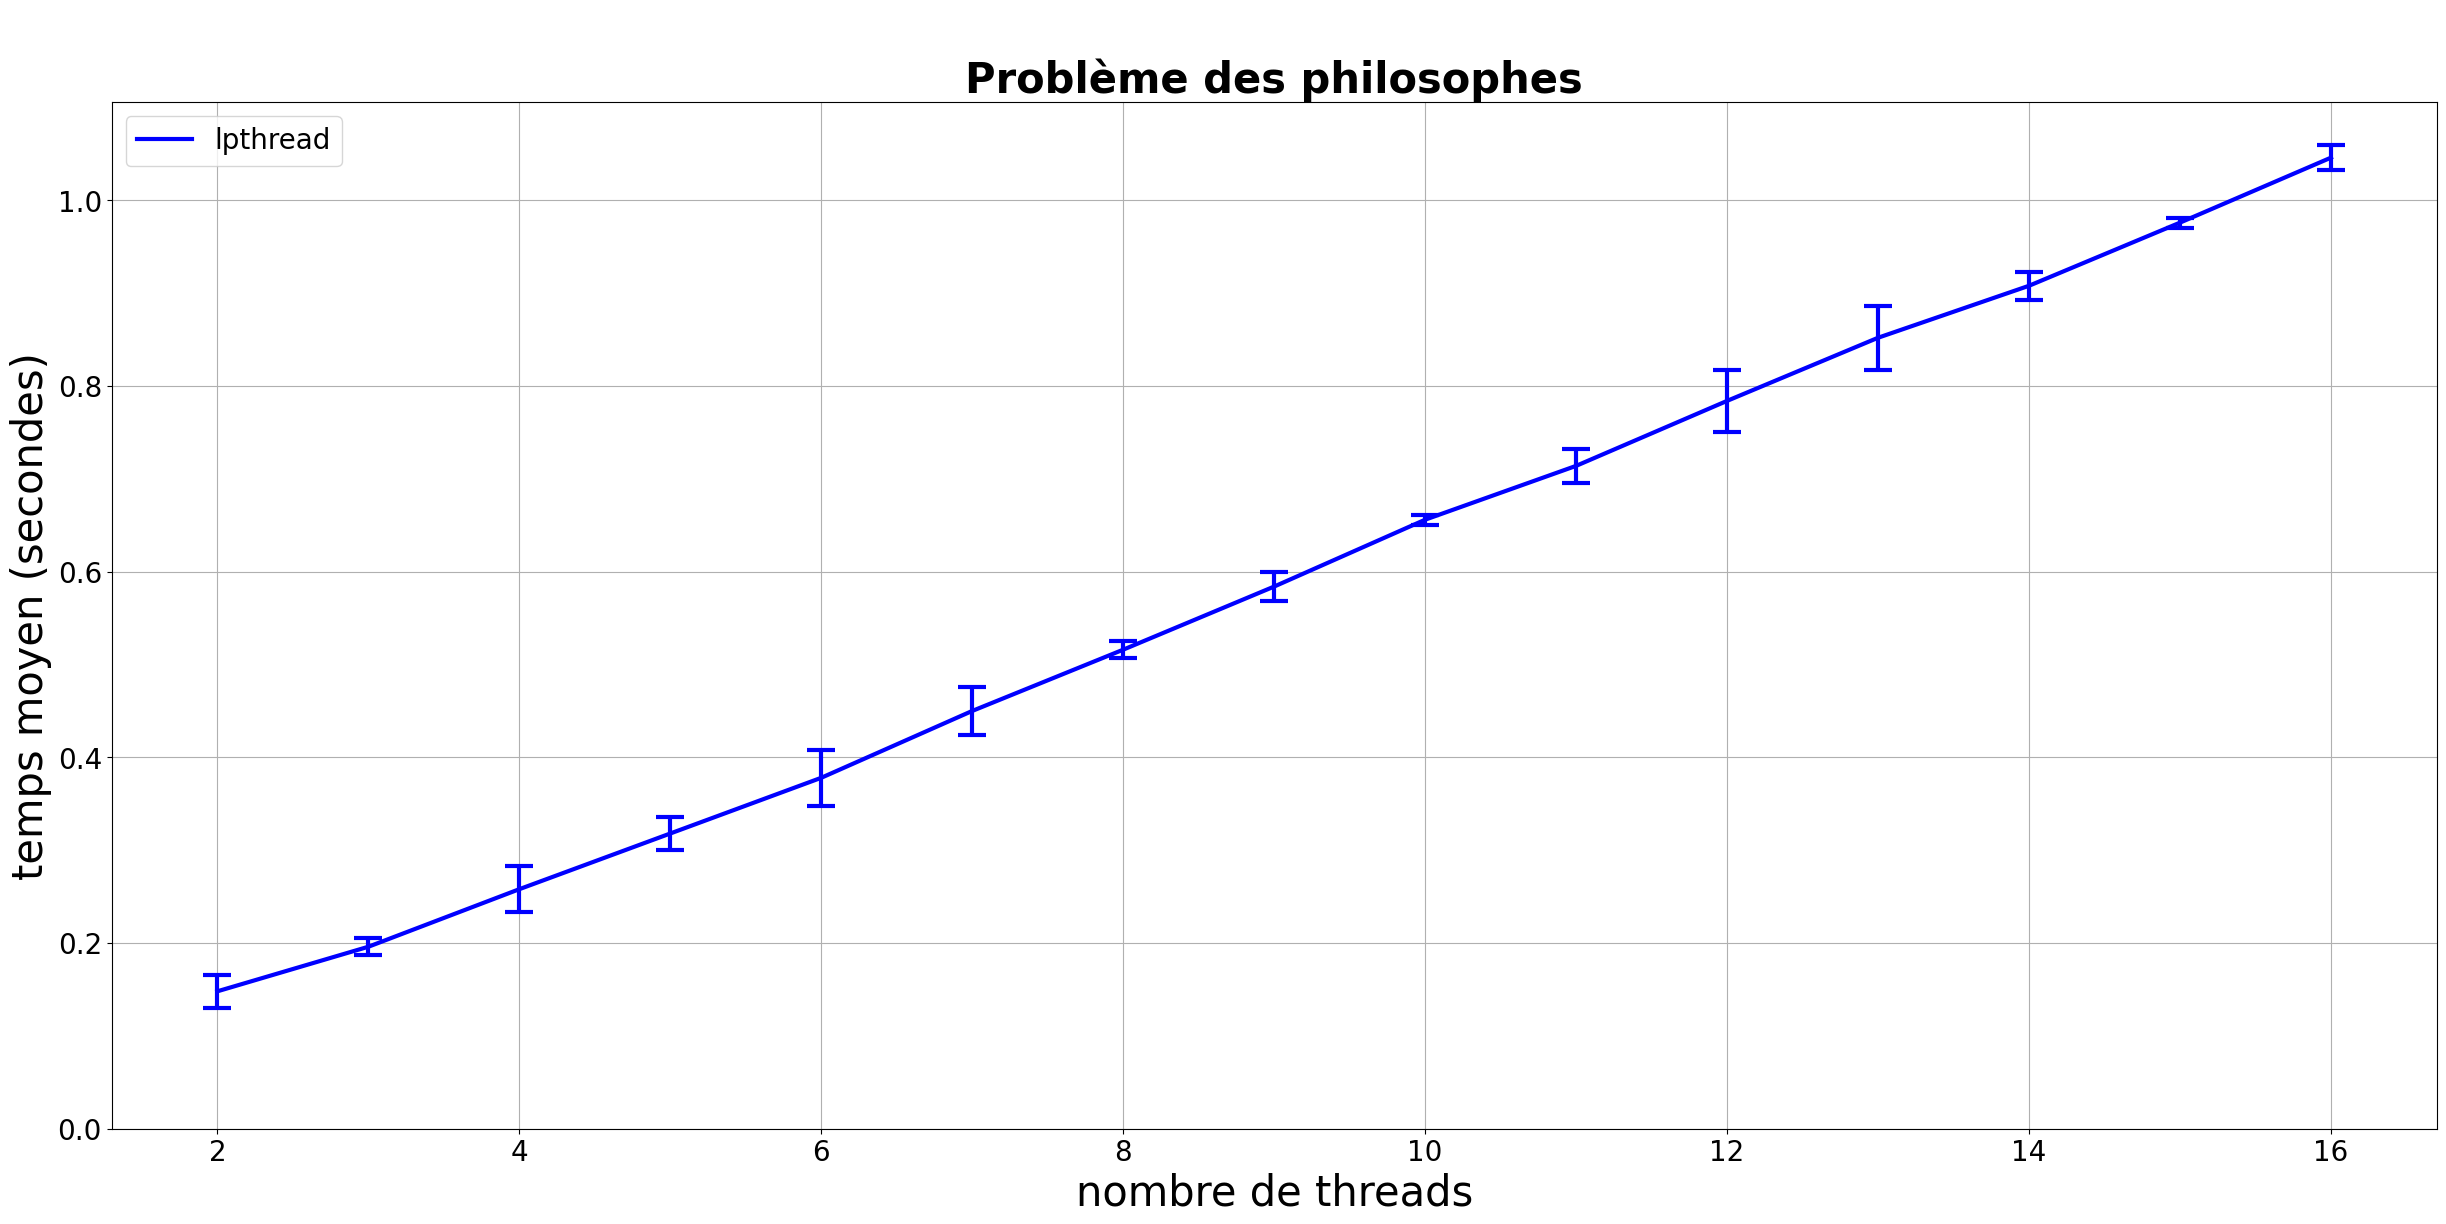 Problème des philosophes
lpthread
temps moyen (secondes)
1.0
0.8
0.6
0.4
0.2
0.0
2 4 6 8 10 12 14 16
nombre de threads